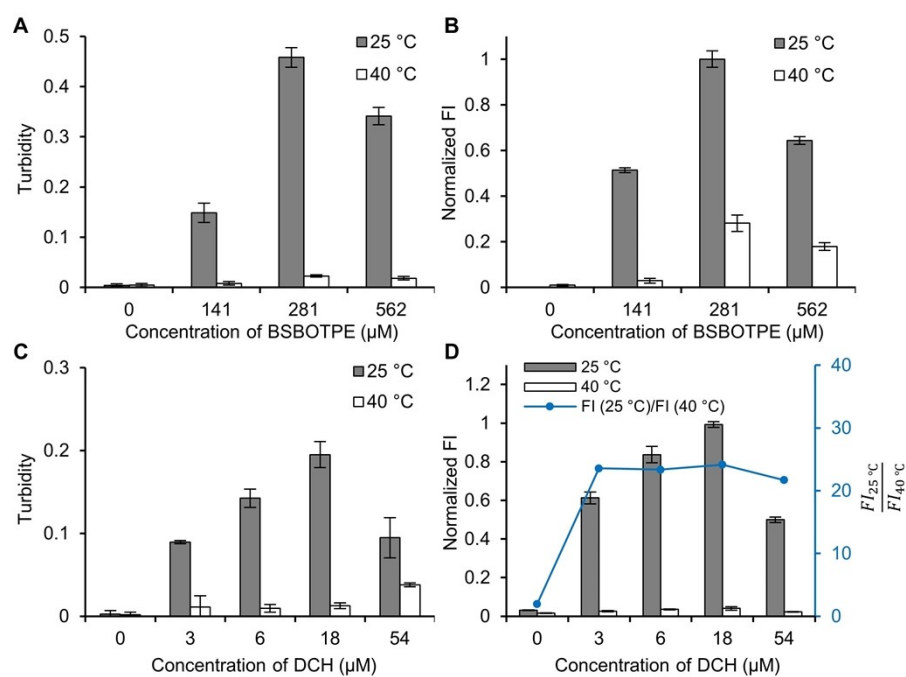 A
0.5
0.4
0.3
0.2
0.1
0
Turbidity
25 °C
40 °C
0 141 281 562
Concentration of BSBOTPE (µM)
B
1
0.8
0.6
0.4
0.2
0
Normalized FI
25 °C
40 °C
0 141 281 562
Concentration of BSBOTPE (µM)
C
0.3
0.2
0.1
0
Turbidity
25 °C
40 °C
0 3 6 18 54
Concentration of DCH (µM)
D
1.2
1
0.8
0.6
0.4
0.2
0
Normalized FI
25 °C
40 °C
FI (25 °C)/FI (40 °C)
40
30
20
10
0
FI25 °C
FI40 °C
0 3 6 18 54
Concentration of DCH (µM)